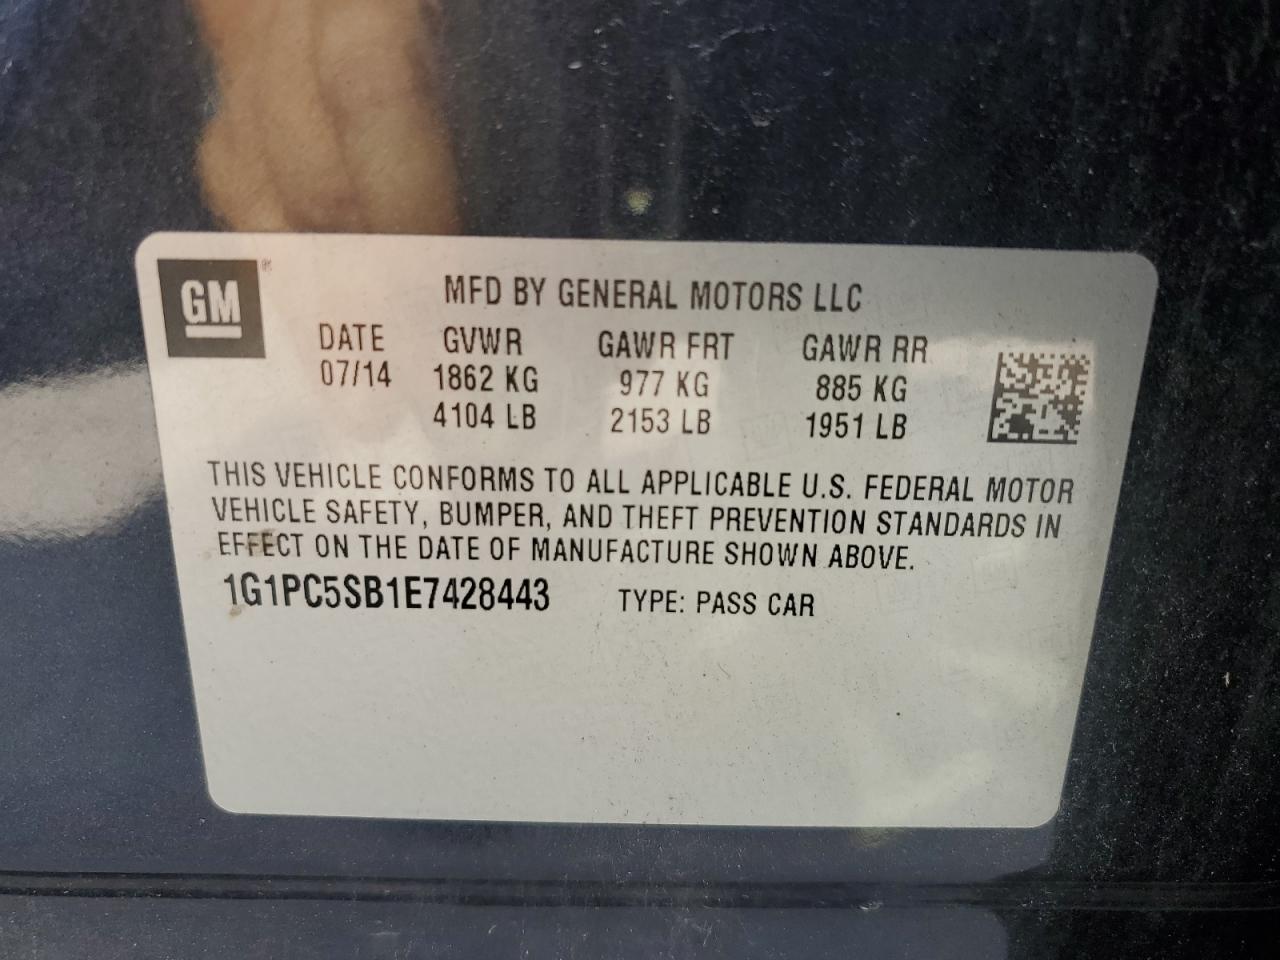 GM
MFD BY GENERAL MOTORS LLC
DATE GVWR GAWR FRT GAWR RR
07/14 1862 KG 977 KG 885 KG
4104 LB 2153 LB 1951 LB
THIS VEHICLE CONFORMS TO ALL APPLICABLE U.S. FEDERAL MOTOR
VEHICLE SAFETY, BUMPER, AND THEFT PREVENTION STANDARDS IN
EFFECT ON THE DATE OF MANUFACTURE SHOWN ABOVE.
1G1PC5SB1E7428443 TYPE: PASS CAR